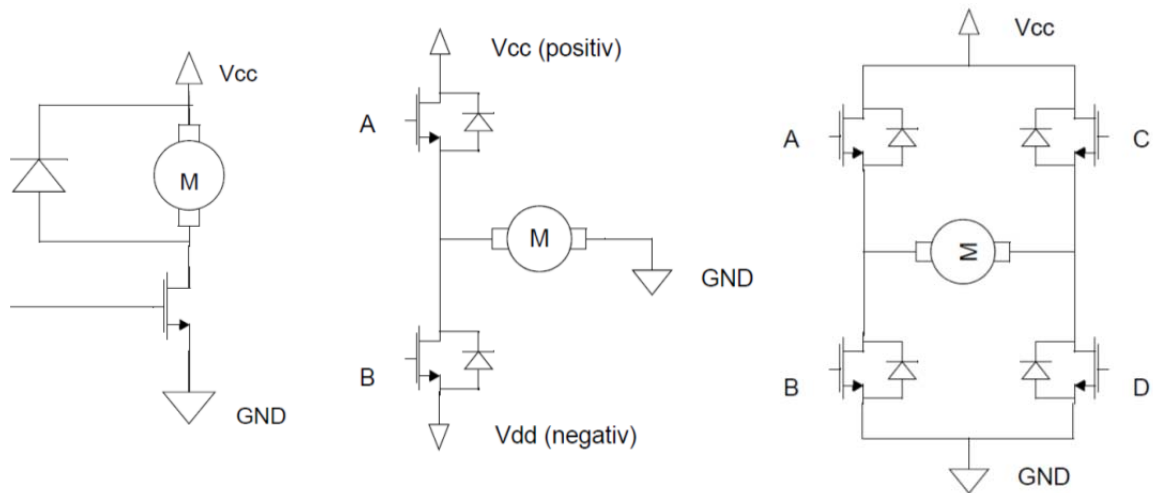 Vcc
M
GND
Vcc (positiv)
A
M
GND
B
Vdd (negativ)
Vcc
A
C
M
B
D
GND